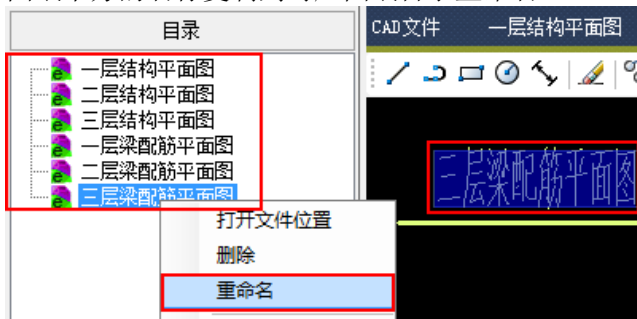 目录
一层结构平面图
二层结构平面图
三层结构平面图
一层梁配筋平面图
二层梁配筋平面图
三层梁配筋平面图
打开文件位置
删除
重命名
CAD文件 一层结构平面图
三层梁配筋平面图